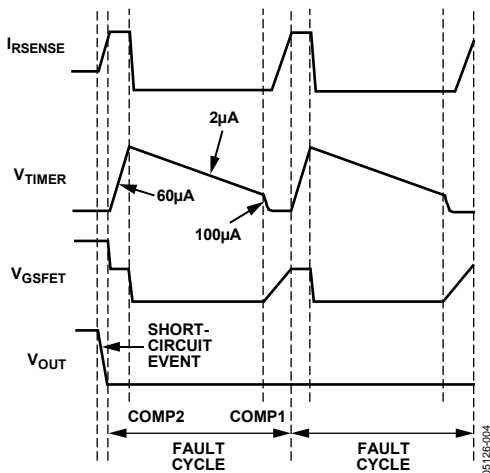 IRSENSE
2µA
VTIMER
60µA
100µA
VGSFET
SHORT-
CIRCUIT
EVENT
VOUT
COMP2 COMP1
FAULT
CYCLE
FAULT
CYCLE
05126-004